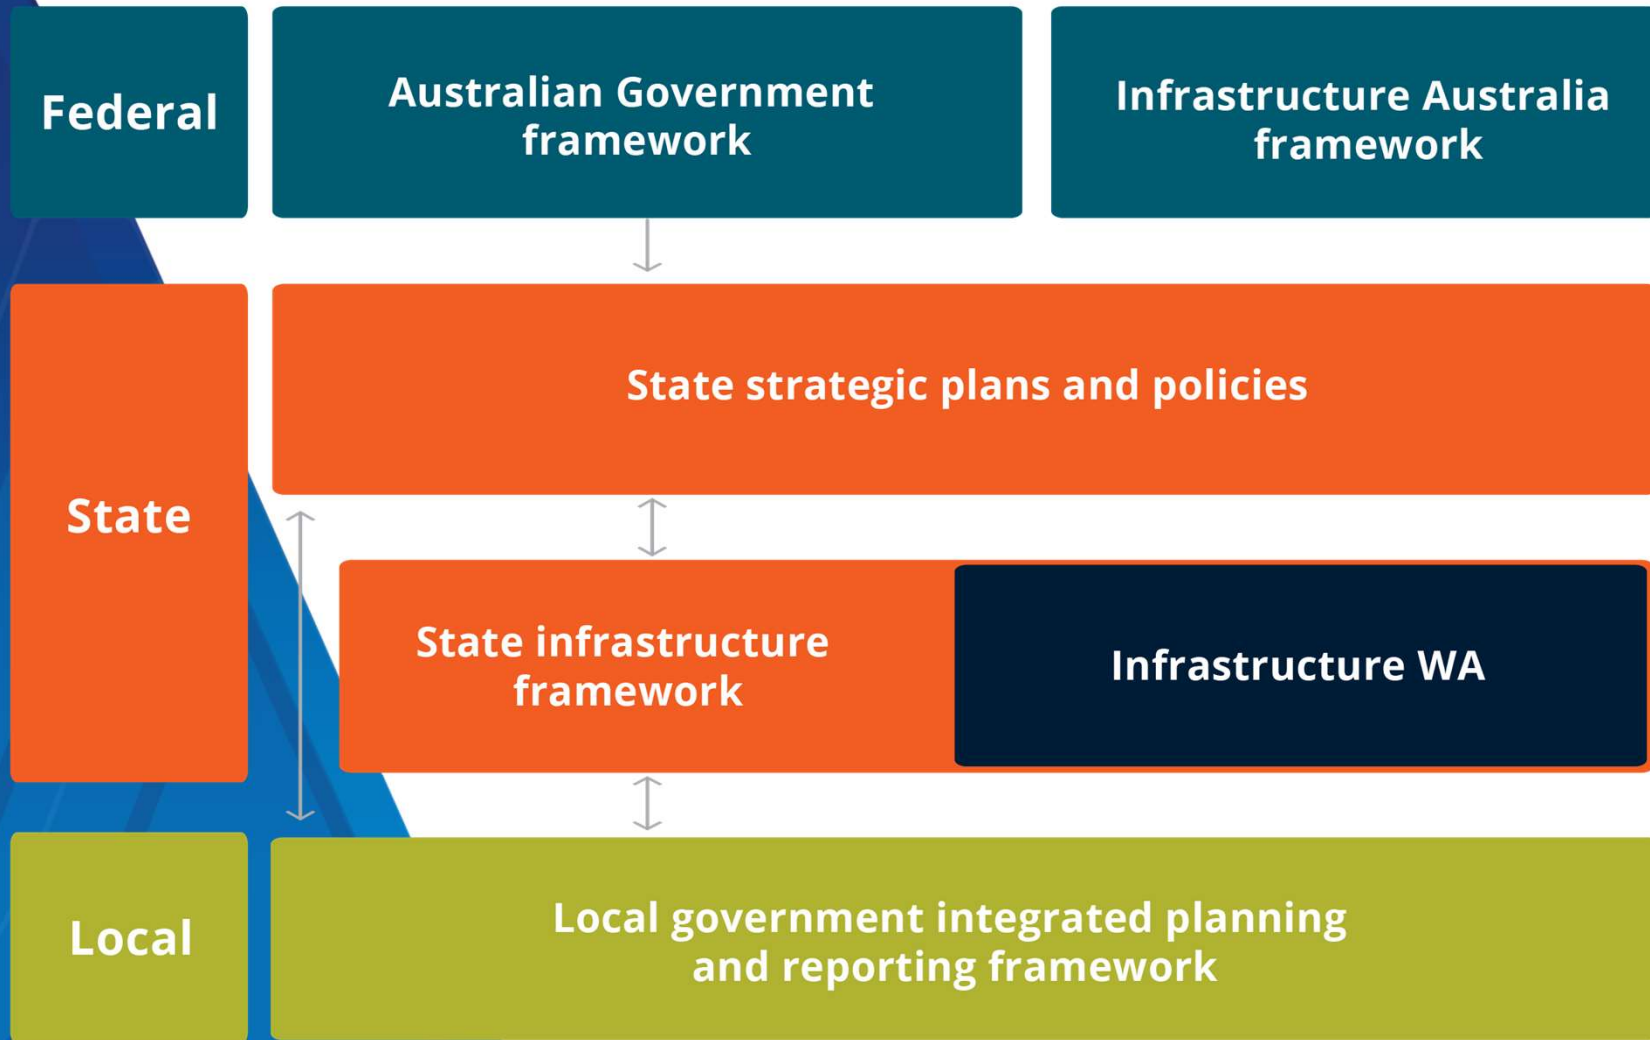 Federal
Australian Government
framework
Infrastructure Australia
framework
State
State strategic plans and policies
State infrastructure
framework
Infrastructure WA
Local
Local government integrated planning
and reporting framework